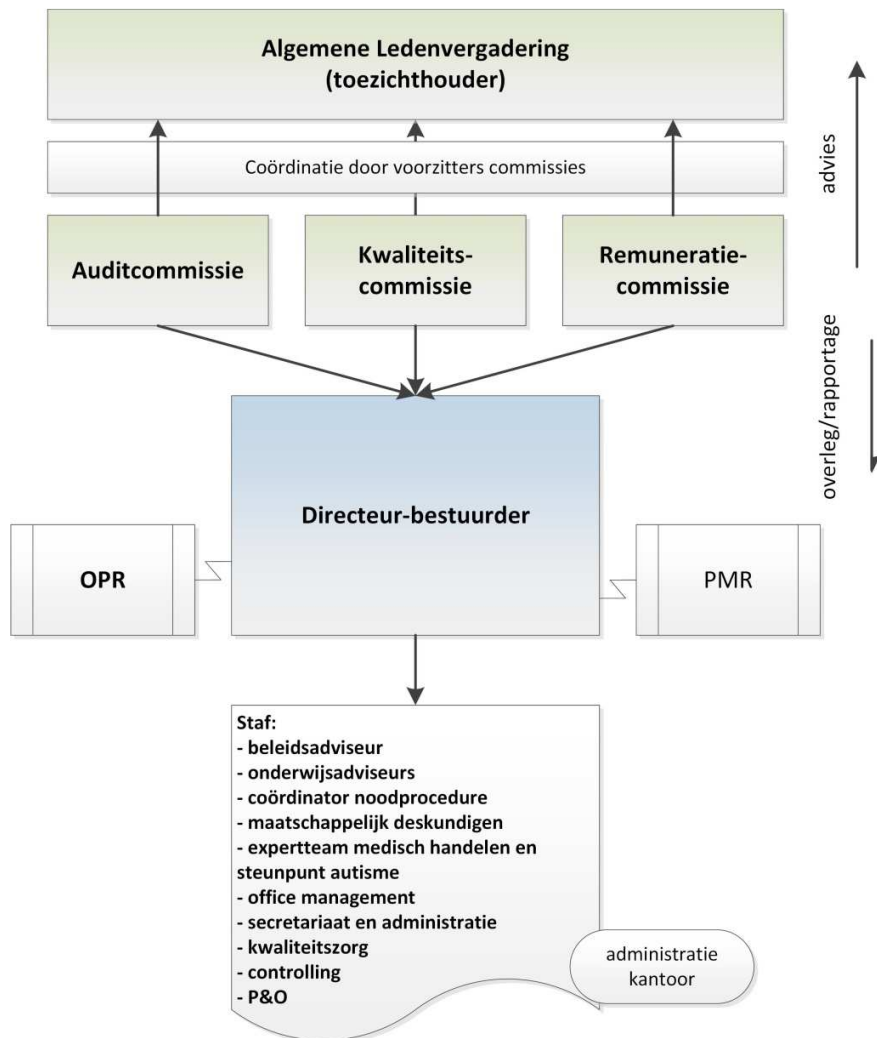 Algemene Ledenvergadering
(toezichthouder)
Coördinatie door voorzitters commissies
advies
Auditcommissie
Kwaliteits-
commissie
Remuneratie-
commissie
overleg/rapportage
Directeur-bestuurder
OPR
PMR
Staf:
- beleidsadviseur
- onderwijsadviseurs
- coördinator noodprocedure
- maatschappelijk deskundigen
- expertteam medisch handelen en
steunpunt autisme
- office management
- secretariaat en administratie
- kwaliteitszorg
- controlling
- P&O
administratie
kantoor